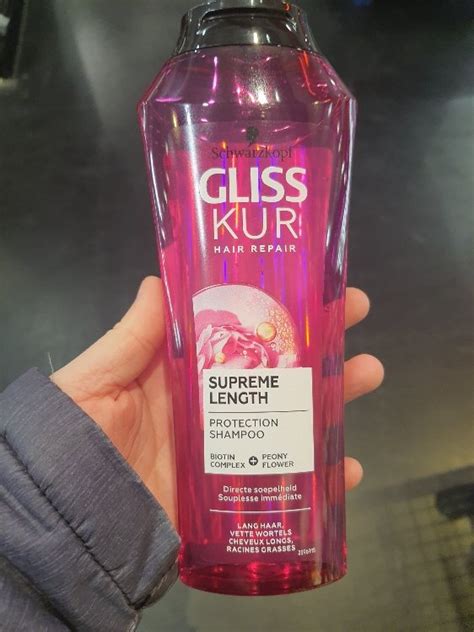 Schwarzkopf
GLISS
KUR
HAIR REPAIR
SUPREME
LENGTH
PROTECTION
SHAMPOO
BIOTIN
COMPLEX
+
PEONY
FLOWER
Directe soepelheid
Souplesse immédiate
LANG HAAR,
VETTE WORTELS
CHEVEUX LONGS,
RACINES GRASSES